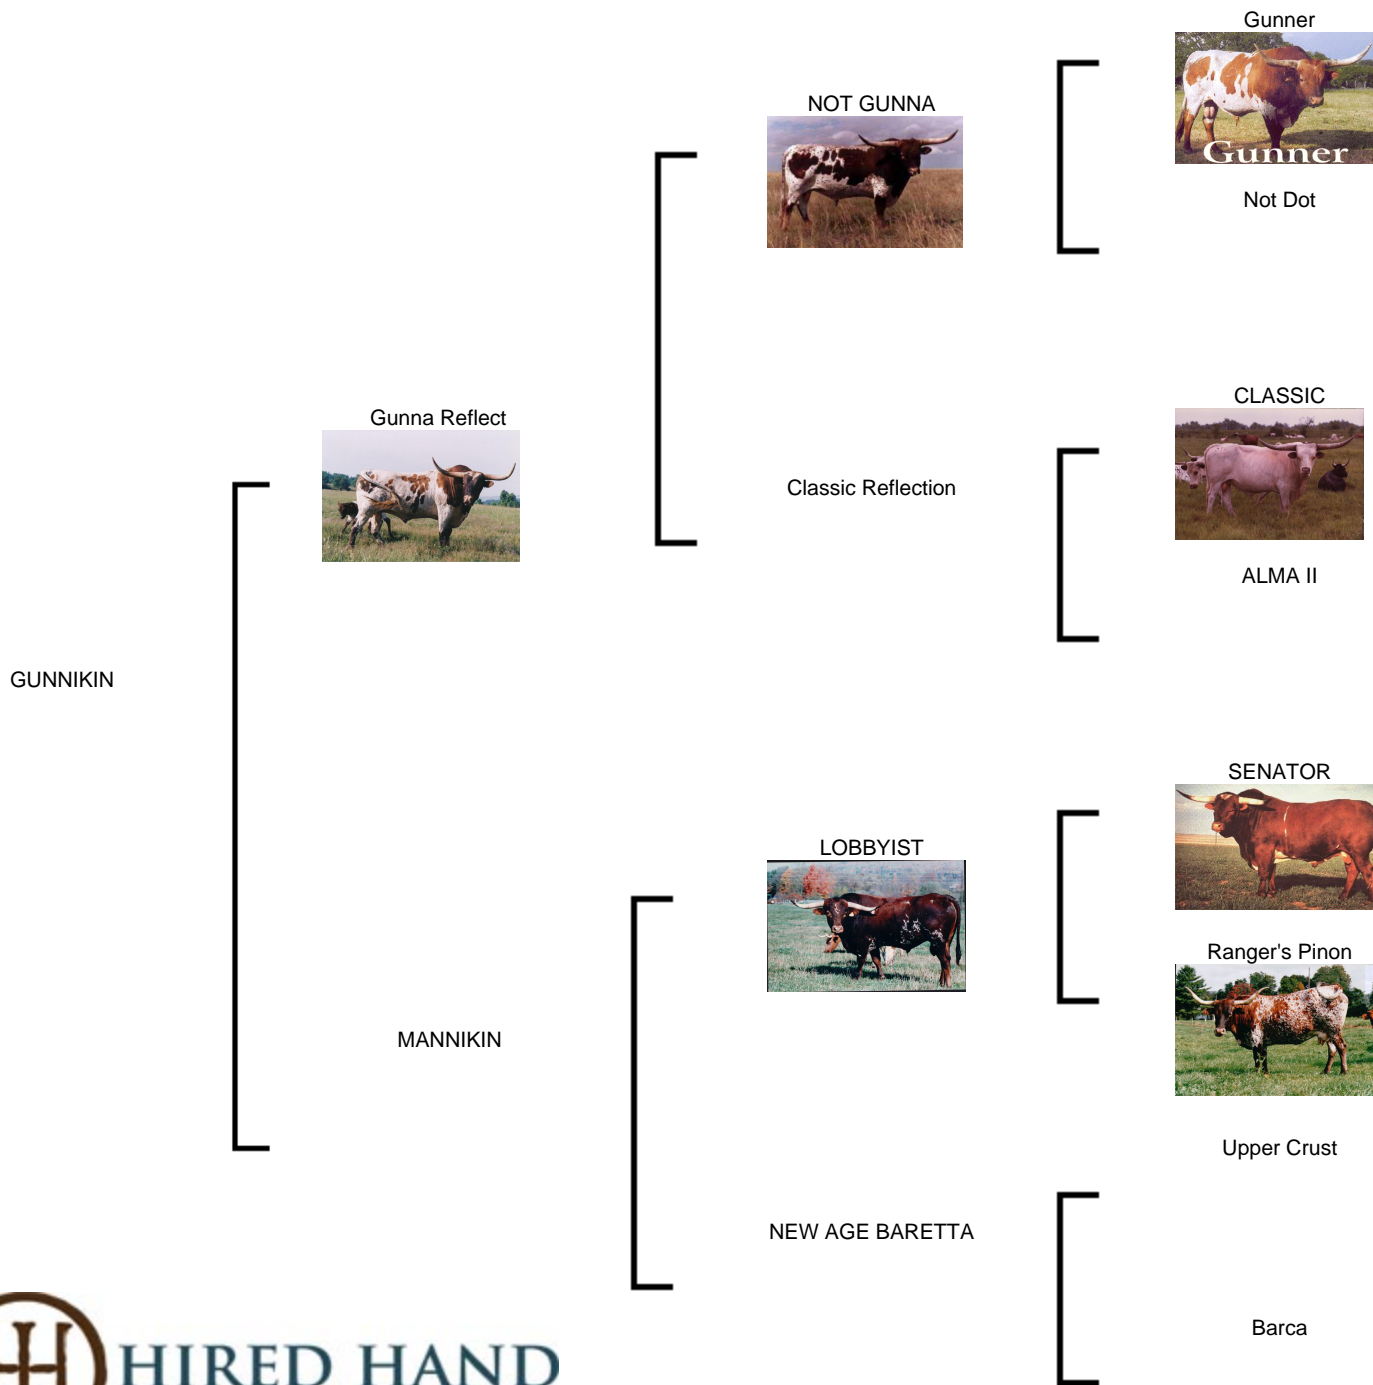 Gunner
NOT GUNNA
Gunner
Not Dot
CLASSIC
Gunna Reflect
Classic Reflection
ALMA II
GUNNIKIN
SENATOR
LOBBYIST
Ranger's Pinon
MANNIKIN
Upper Crust
NEW AGE BARETTA
Barca
HIRED HAND